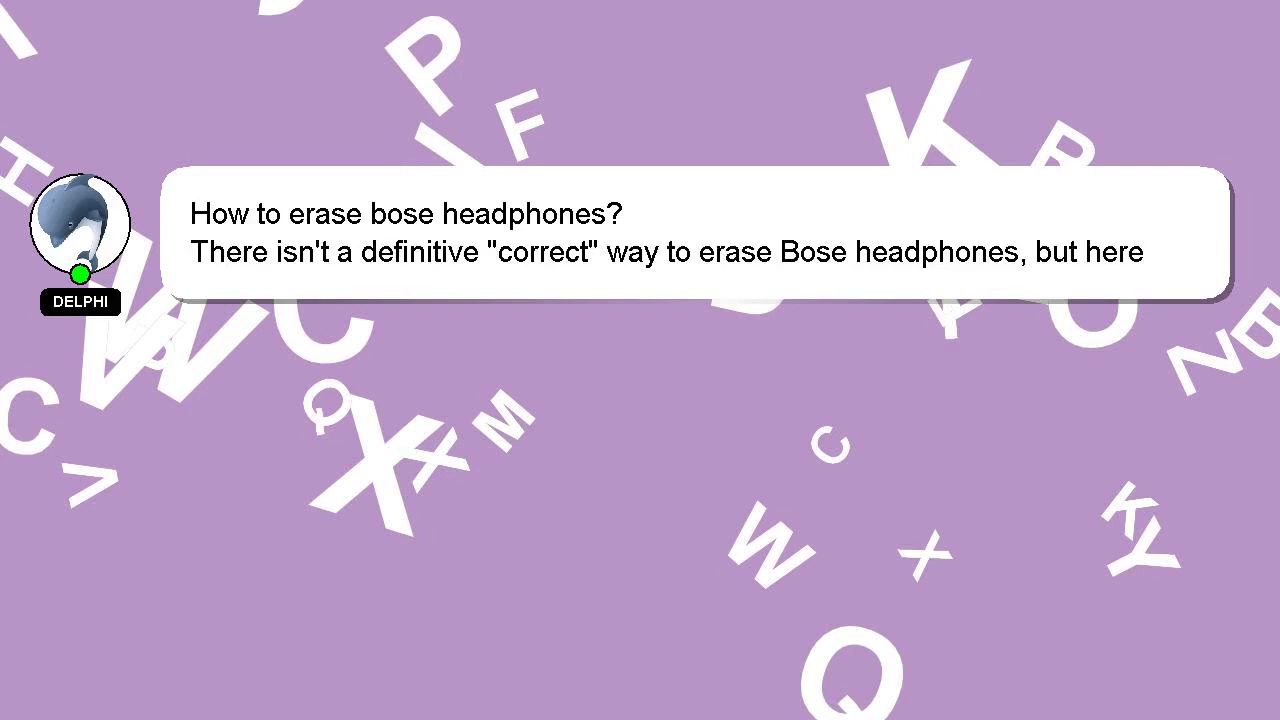 How to erase bose headphones?
There isn't a definitive "correct" way to erase Bose headphones, but here
DELPHI